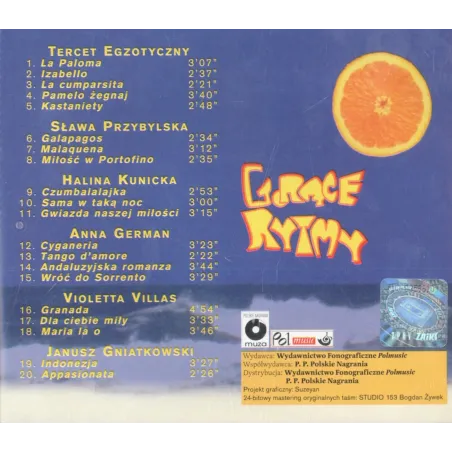 TERCET EGZOTYCZNY
1. La Paloma 3'07"
2. Izabello 2'37"
3. La cumparsita 2'21"
4. Pamelo żegnaj 3'40"
5. Kastaniety 2'48"
SŁAWA PRZYBYLSKA
6. Galapagos 2'34"
7. Malaquena 3'12"
8. Miłość w Portofino 2'35"
HALINA KUNICKA
9. Czumbalalajka 2'53"
10. Sama w taką noc 3'00"
11. Gwiazda naszej miłości 3'15"
ANNA GERMAN
12. Cyganeria 3'23"
13. Tango d'amore 2'22"
14. Andaluzyjska romanza 3'44"
15. Wróć do Sorrento 3'29"
VIOLETTA VILLAS
16. Granada 4'54"
17. Dla ciebie miły 3'33"
18. Maria la o 3'46"
JANUSZ GNIATKOWSKI
19. Indonezja 3'27"
20. Appasionata 2'26"
GORĄCE
RYTMY
muza
Pol music
ZAiKS
Wydawca: Wydawnictwo Fonograficzne Polmusic
Współwydawca: P. P. Polskie Nagrania
Dystrybucja: Wydawnictwo Fonograficzne Polmusic
P. P. Polskie Nagrania
Projekt graficzny: Suzeyan
24-bitowy mastering oryginalnych taśm: STUDIO 153 Bogdan Żywek